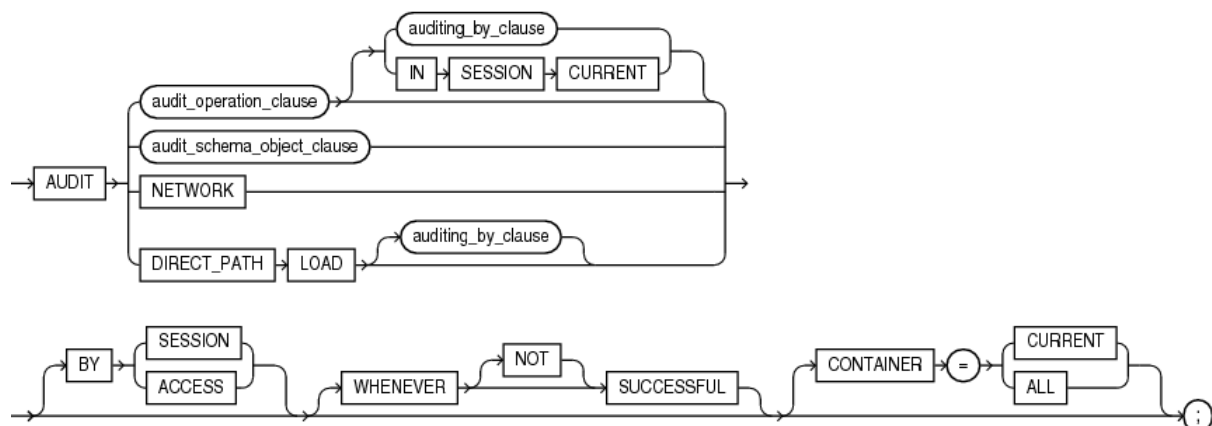 auditing_by_clause
IN SESSION CURRENT
audit_operation_clause
audit_schema_object_clause
AUDIT
NETWORK
auditing_by_clause
DIRECT_PATH LOAD
SESSION NOT CURRENT
BY WHENEVER SUCCESSFUL CONTAINER =
ACCESS ALL
;